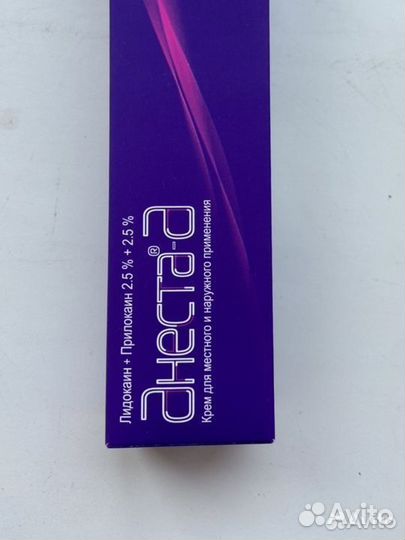 Лидокаин + Прилокаин 2.5 % + 2.5 %
Анеста®-А
Крем для местного и наружного применения
Avito